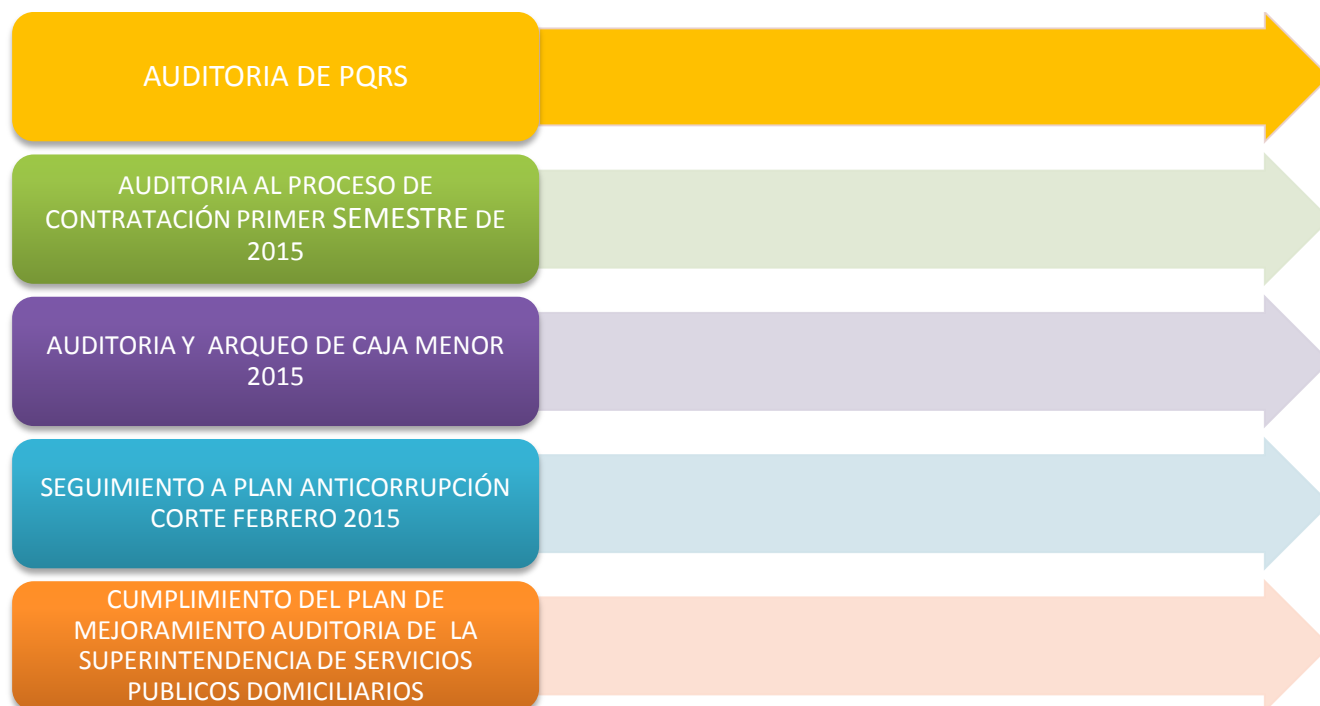 AUDITORIA DE PQRS
AUDITORIA AL PROCESO DE
CONTRATACIÓN PRIMER SEMESTRE DE
2015
AUDITORIA Y ARQUEO DE CAJA MENOR
2015
SEGUIMIENTO A PLAN ANTICORRUPCIÓN
CORTE FEBRERO 2015
CUMPLIMIENTO DEL PLAN DE
MEJORAMIENTO AUDITORIA DE LA
SUPERINTENDENCIA DE SERVICIOS
PUBLICOS DOMICILIARIOS